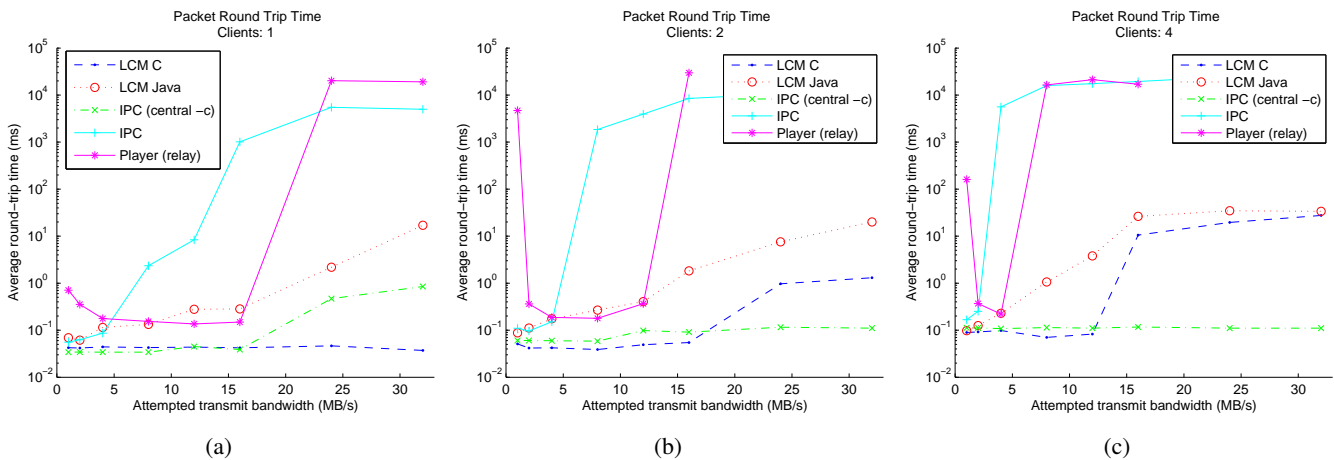 Packet Round Trip Time
Clients: 1
10^5
10^4
10^3
10^2
10^1
10^0
10^−1
10^−2
Average round−trip time (ms)
LCM C
LCM Java
IPC (central −c)
IPC
Player (relay)
0 5 10 15 20 25 30
Attempted transmit bandwidth (MB/s)
(a)
Packet Round Trip Time
Clients: 2
10^5
10^4
10^3
10^2
10^1
10^0
10^−1
10^−2
Average round−trip time (ms)
LCM C
LCM Java
IPC (central −c)
IPC
Player (relay)
0 5 10 15 20 25 30
Attempted transmit bandwidth (MB/s)
(b)
Packet Round Trip Time
Clients: 4
10^5
10^4
10^3
10^2
10^1
10^0
10^−1
10^−2
Average round−trip time (ms)
LCM C
LCM Java
IPC (central −c)
IPC
Player (relay)
0 5 10 15 20 25 30
Attempted transmit bandwidth (MB/s)
(c)